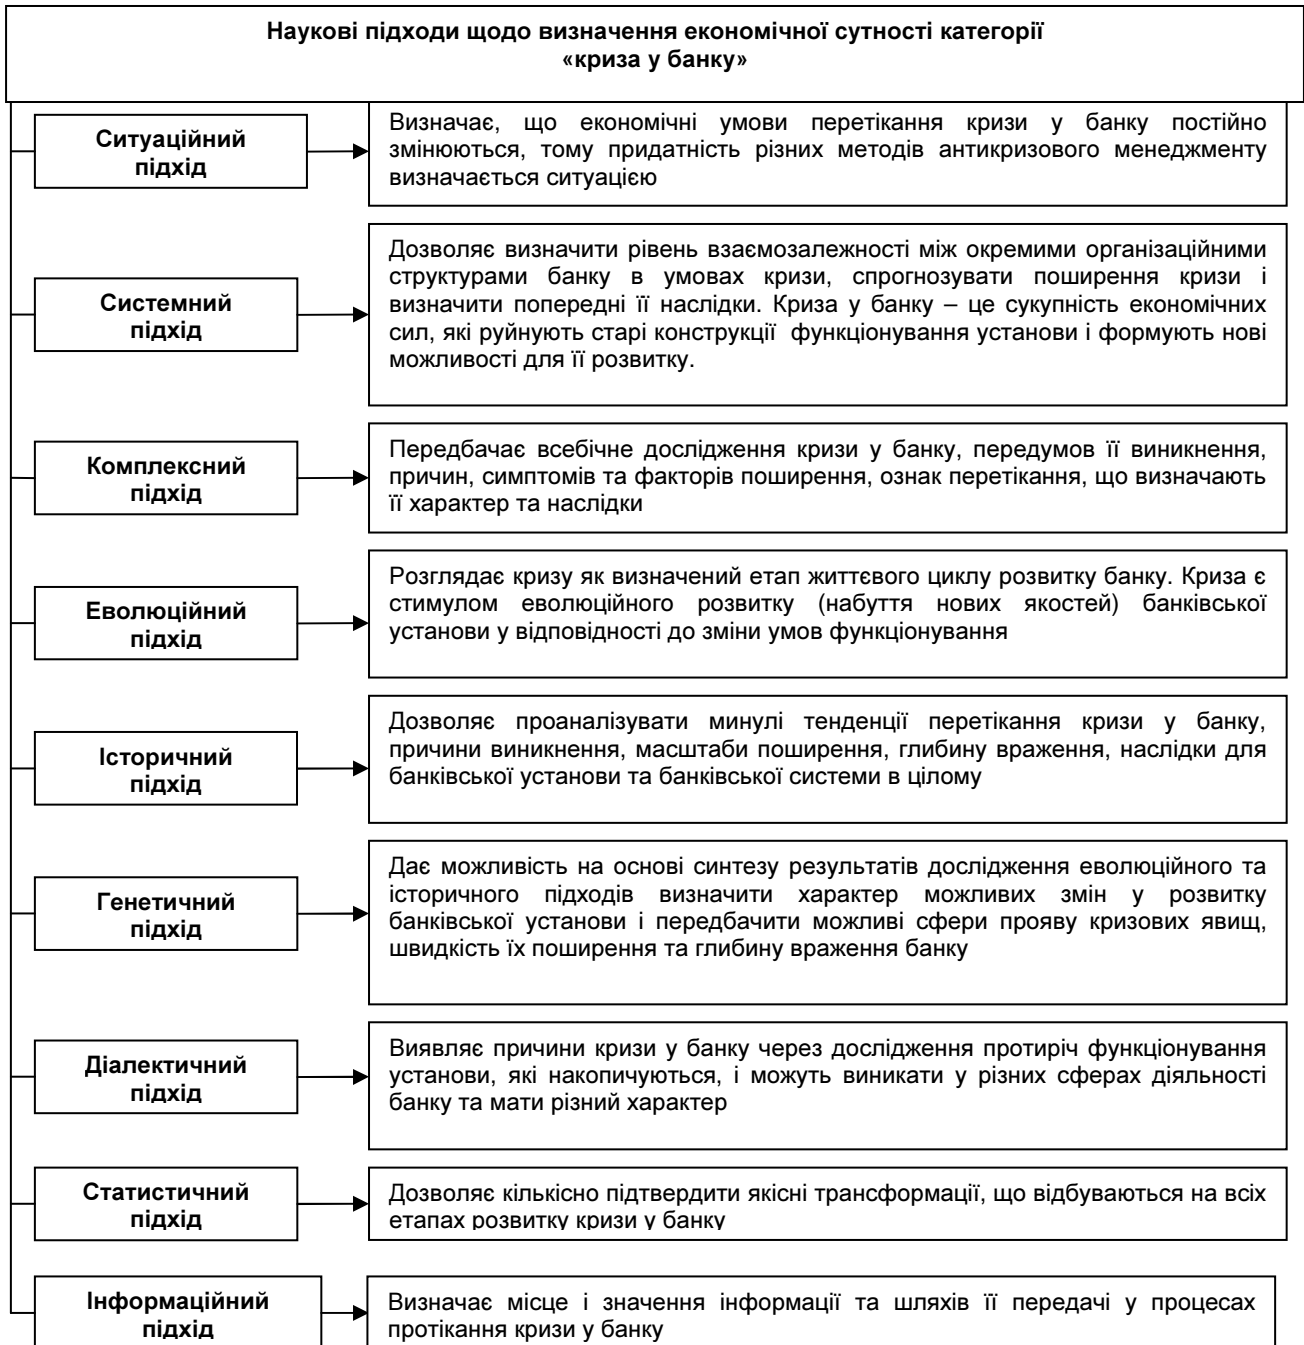 Наукові підходи щодо визначення економічної сутності категорії
«криза у банку»
Ситуаційний
підхід
Визначає, що економічні умови перетікання кризи у банку постійно
змінюються, тому придатність різних методів антикризового менеджменту
визначається ситуацією
Системний
підхід
Дозволяє визначити рівень взаємозалежності між окремими організаційними
структурами банку в умовах кризи, спрогнозувати поширення кризи і
визначити попередні її наслідки. Криза у банку – це сукупність економічних
сил, які руйнують старі конструкції функціонування установи і формують нові
можливості для її розвитку.
Комплексний
підхід
Передбачає всебічне дослідження кризи у банку, передумов її виникнення,
причин, симптомів та факторів поширення, ознак перетікання, що визначають
її характер та наслідки
Еволюційний
підхід
Розглядає кризу як визначений етап життєвого циклу розвитку банку. Криза є
стимулом еволюційного розвитку (набуття нових якостей) банківської
установи у відповідності до зміни умов функціонування
Історичний
підхід
Дозволяє проаналізувати минулі тенденції перетікання кризи у банку,
причини виникнення, масштаби поширення, глибину враження, наслідки для
банківської установи та банківської системи в цілому
Генетичний
підхід
Дає можливість на основі синтезу результатів дослідження еволюційного та
історичного підходів визначити характер можливих змін у розвитку
банківської установи і передбачити можливі сфери прояву кризових явищ,
швидкість їх поширення та глибину враження банку
Діалектичний
підхід
Виявляє причини кризи у банку через дослідження протиріч функціонування
установи, які накопичуються, і можуть виникати у різних сферах діяльності
банку та мати різний характер
Статистичний
підхід
Дозволяє кількісно підтвердити якісні трансформації, що відбуваються на всіх
етапах розвитку кризи у банку
Інформаційний
підхід
Визначає місце і значення інформації та шляхів її передачі у процесах
протікання кризи у банку